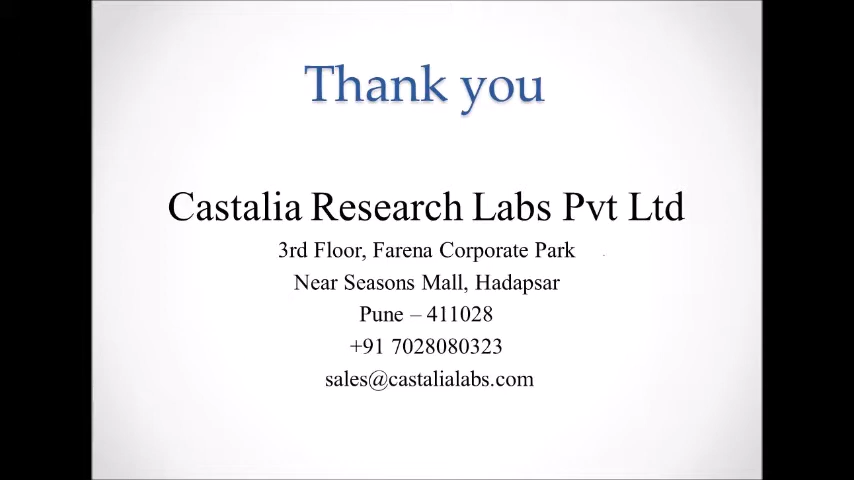 Thank you
Castalia Research Labs Pvt Ltd
3rd Floor, Farena Corporate Park
Near Seasons Mall, Hadapsar
Pune – 411028
+91 7028080323
sales@castalialabs.com